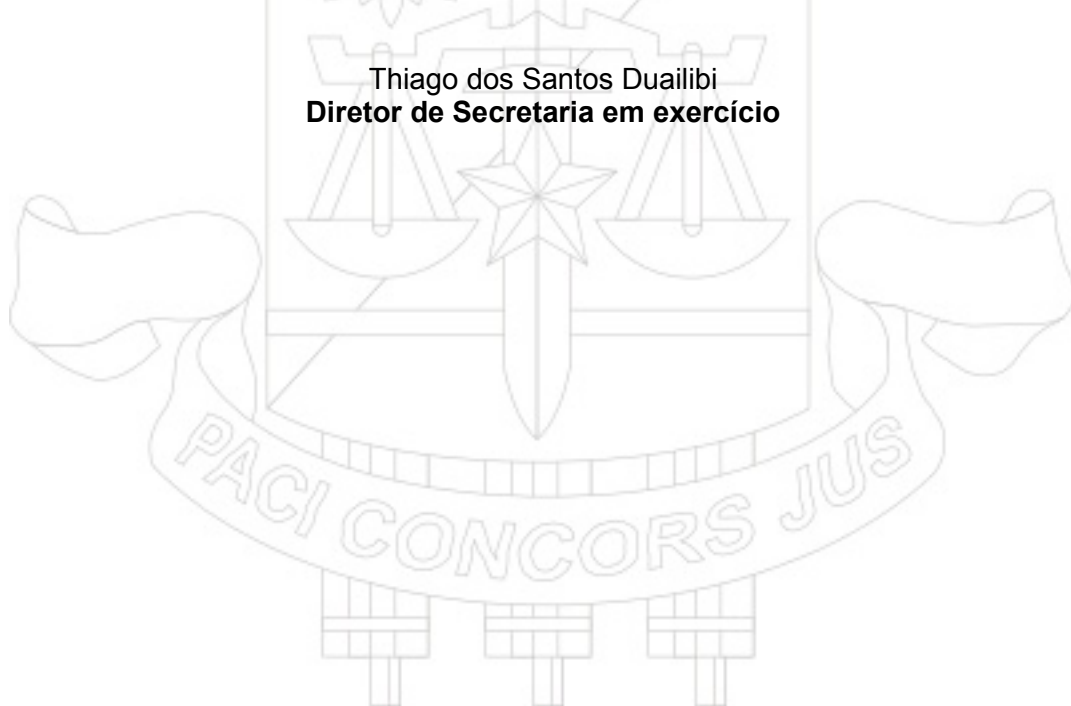 Thiago dos Santos Duailibi
Diretor de Secretaria em exercício
PACI CONCORS JUS